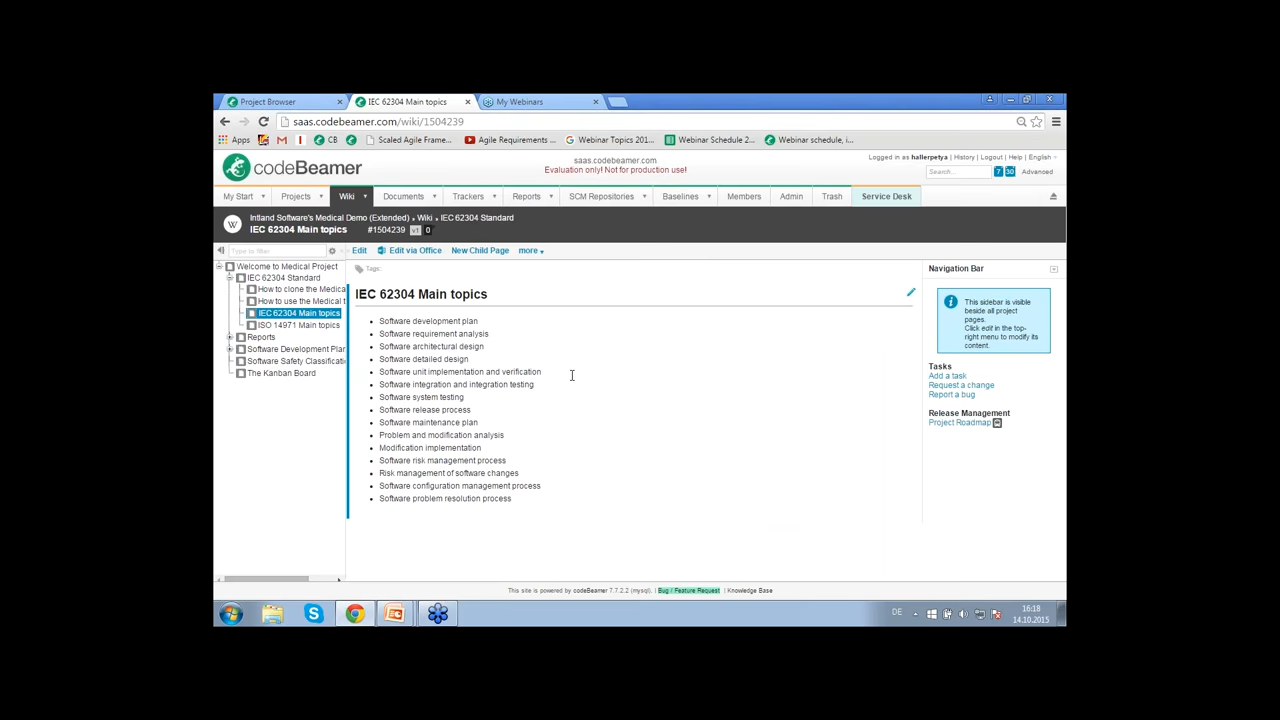 Project Browser
IEC 62304 Main topics
My Webinars
saas.codebeamer.com/wiki/1504239
Apps
CB
Scaled Agile Frame...
Agile Requirements ...
Webinar Topics 201...
Webinar Schedule 2...
Webinar schedule, i...
codeBeamer
saas.codebeamer.com
Evaluation only! Not for production use!
Logged in as hallerpetya | History | Logout | Help | English
Search...
7 30 Advanced
My Start Projects Wiki Documents Trackers Reports SCM Repositories Baselines Members Admin Trash Service Desk
W
Intland Software's Medical Demo (Extended) Wiki IEC 62304 Standard
IEC 62304 Main topics #1504239 v1 0
Type in filter
Edit Edit via Office New Child Page more
Welcome to Medical Project
IEC 62304 Standard
How to clone the Medica
How to use the Medical t
IEC 62304 Main topics
ISO 14971 Main topics
Reports
Software Development Plan
Software Safety Classificati
The Kanban Board
Tags:
IEC 62304 Main topics
Software development plan
Software requirement analysis
Software architectural design
Software detailed design
Software unit implementation and verification
Software integration and integration testing
Software system testing
Software release process
Software maintenance plan
Problem and modification analysis
Modification implementation
Software risk management process
Risk management of software changes
Software configuration management process
Software problem resolution process
Navigation Bar
This sidebar is visible
beside all project
pages.
Click edit in the top-
right menu to modify its
content.
Tasks
Add a task
Request a change
Report a bug
Release Management
Project Roadmap
This site is powered by codeBeamer 7.7.2.2 (mysql). | Bug / Feature Request | Knowledge Base
DE
16:18
14.10.2015